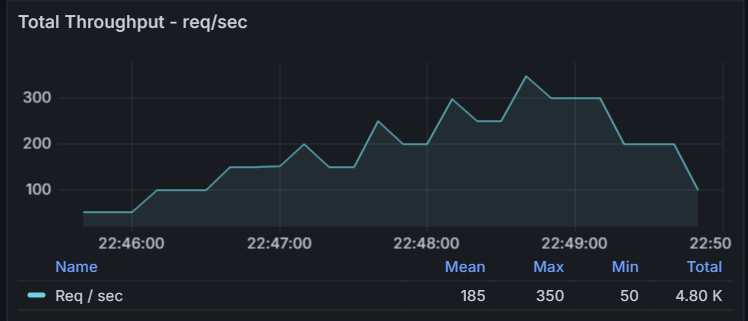 Total Throughput - req/sec
300
200
100
22:46:00 22:47:00 22:48:00 22:49:00 22:50
Name Mean Max Min Total
Req / sec 185 350 50 4.80 K